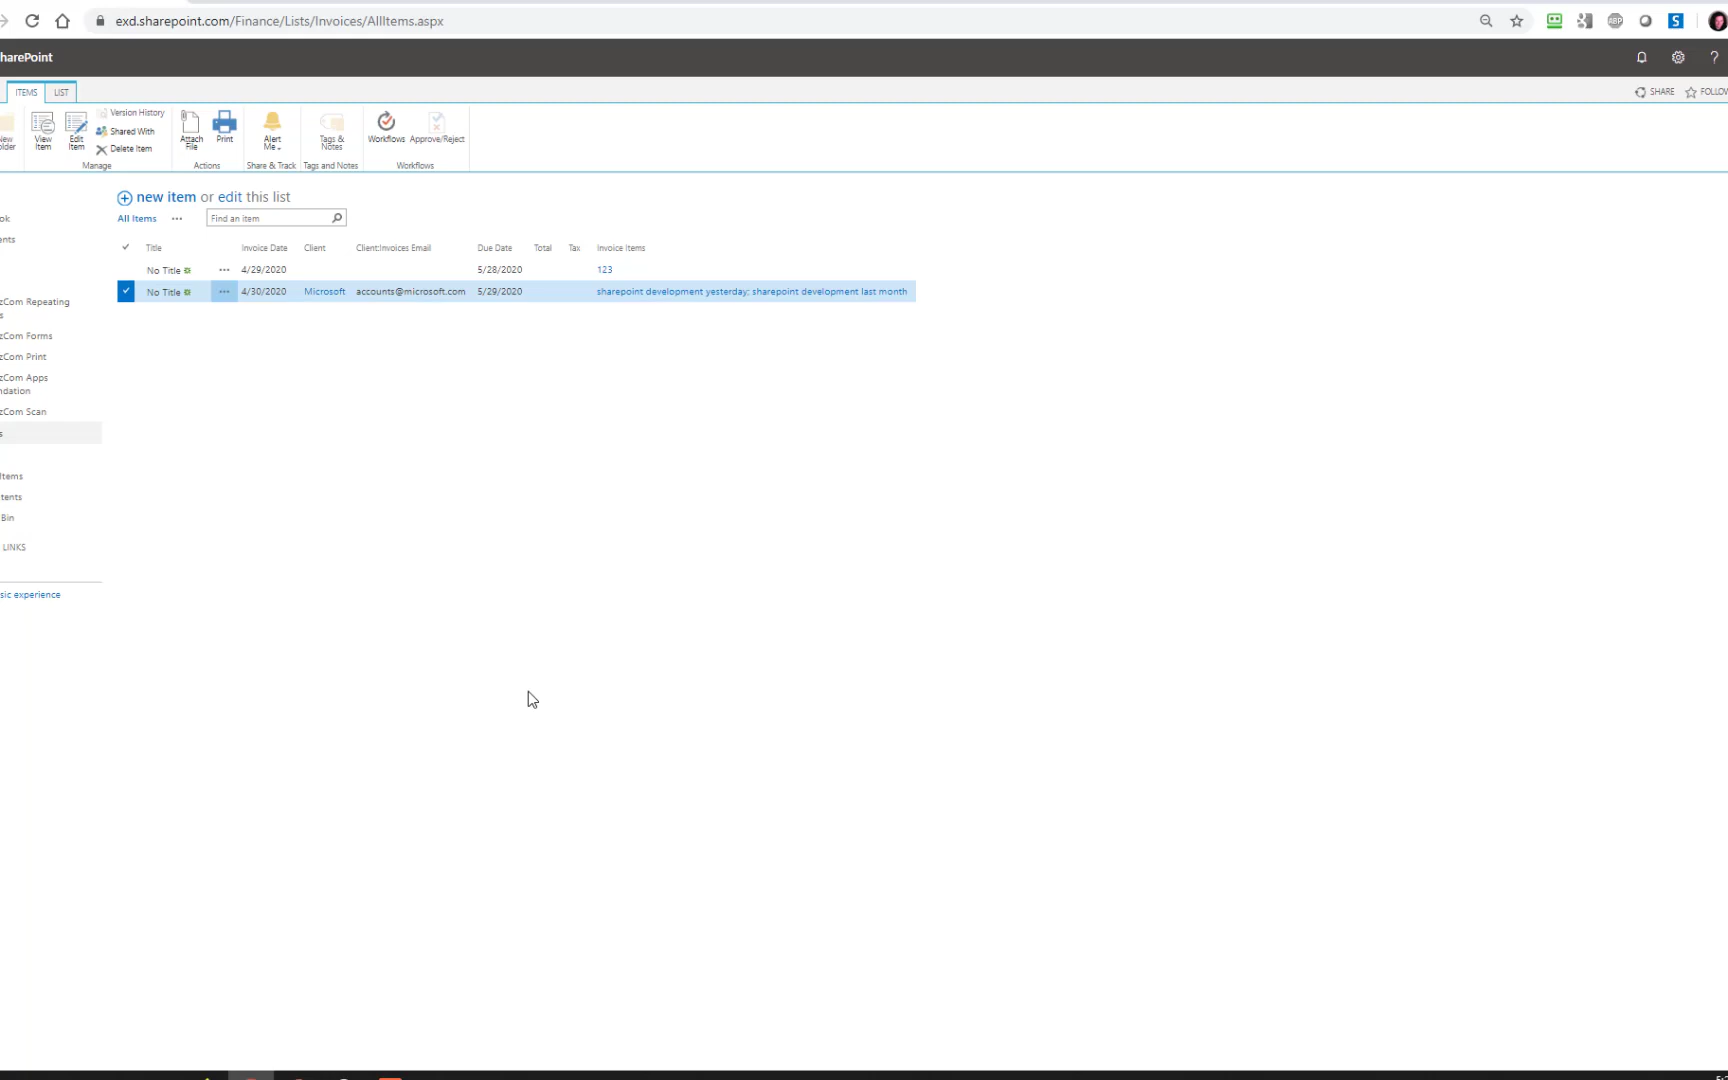 exd.sharepoint.com/Finance/Lists/Invoices/AllItems.aspx
ABP
S
harePoint
?
ITEMS LIST
SHARE FOLLOW
View Item
Edit Item
Version History
Shared With
Delete Item
Manage
Attach File
Print
Actions
Alert Me
Share & Track
Tags & Notes
Tags and Notes
Workflows Approve/Reject
Workflows
new item or edit this list
All Items ••• Find an item
Title Invoice Date Client Client:Invoices Email Due Date Total Tax Invoice Items
No Title ••• 4/29/2020 5/28/2020 123
No Title ••• 4/30/2020 Microsoft accounts@microsoft.com 5/29/2020 sharepoint development yesterday; sharepoint development last month
ok
ents
zCom Repeating
s
zCom Forms
zCom Print
zCom Apps
ndation
zCom Scan
s
Items
tents
Bin
LINKS
sic experience